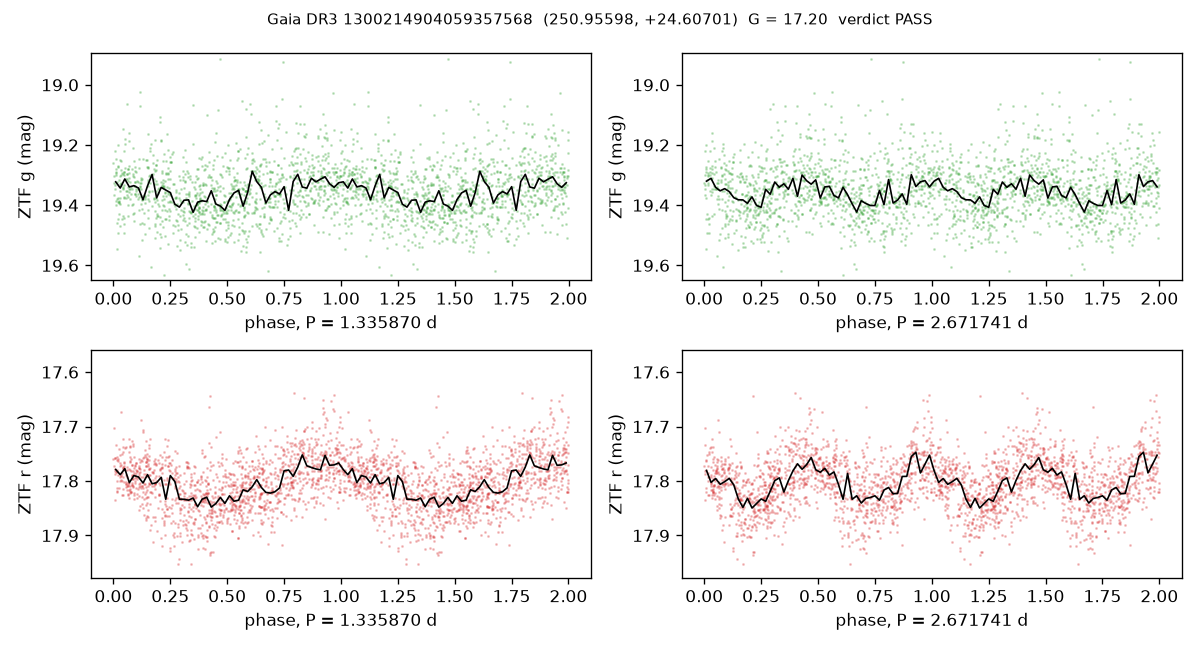 Gaia DR3 1300214904059357568 (250.95598, +24.60701) G = 17.20 verdict PASS
ZTF g (mag)
19.0
19.2
19.4
19.6
0.00 0.25 0.50 0.75 1.00 1.25 1.50 1.75 2.00
phase, P = 1.335870 d
ZTF g (mag)
19.0
19.2
19.4
19.6
0.00 0.25 0.50 0.75 1.00 1.25 1.50 1.75 2.00
phase, P = 2.671741 d
ZTF r (mag)
17.6
17.7
17.8
17.9
0.00 0.25 0.50 0.75 1.00 1.25 1.50 1.75 2.00
phase, P = 1.335870 d
ZTF r (mag)
17.6
17.7
17.8
17.9
0.00 0.25 0.50 0.75 1.00 1.25 1.50 1.75 2.00
phase, P = 2.671741 d